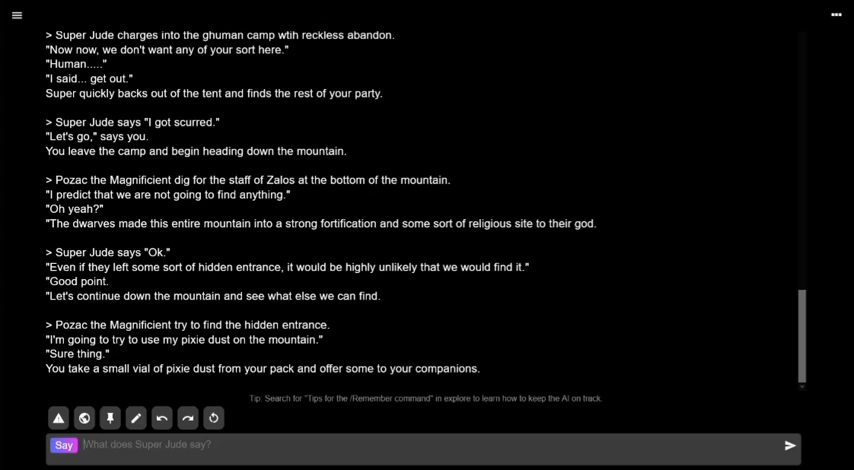 > Super Jude charges into the ghuman camp wtih reckless abandon.
"Now now, we don't want any of your sort here."
"Human....."
"I said... get out."
Super quickly backs out of the tent and finds the rest of your party.
> Super Jude says "I got scurred."
"Let's go," says you.
You leave the camp and begin heading down the mountain.
> Pozac the Magnificient dig for the staff of Zalos at the bottom of the mountain.
"I predict that we are not going to find anything."
"Oh yeah?"
"The dwarves made this entire mountain into a strong fortification and some sort of religious site to their god.
> Super Jude says "Ok."
"Even if they left some sort of hidden entrance, it would be highly unlikely that we would find it."
"Good point.
"Let's continue down the mountain and see what else we can find.
> Pozac the Magnificient try to find the hidden entrance.
"I'm going to try to use my pixie dust on the mountain."
"Sure thing."
You take a small vial of pixie dust from your pack and offer some to your companions.
Tip: Search for "Tips for the /Remember command" in explore to learn how to keep the AI on track.
Say What does Super Jude say?